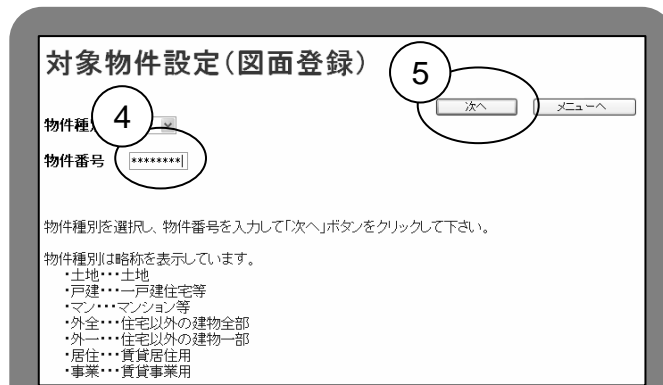 対象物件設定(図面登録)
5
次へ メニューへ
物件種
4
物件番号 ********
物件種別を選択し、物件番号を入力して「次へ」ボタンをクリックして下さい。
物件種別は略称を表示しています。
・土地・・・土地
・戸建・・・一戸建住宅等
・マン・・・マンション等
・外全・・・住宅以外の建物全部
・外一・・・住宅以外の建物一部
・居住・・・賃貸居住用
・事業・・・賃貸事業用